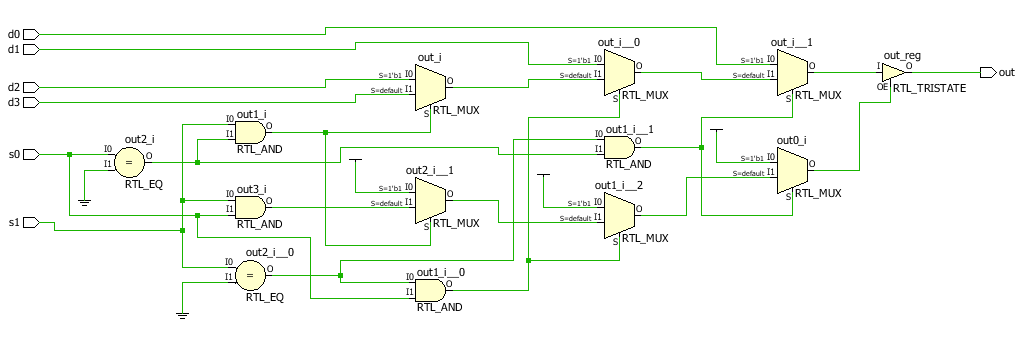 d0
d1
d2
d3
s0
s1
out_i
S=1'b1 I0
S=default I1
O
S
RTL_MUX
out_i__0
S=1'b1 I0
S=default I1
O
S
RTL_MUX
out_i__1
S=1'b1 I0
S=default I1
O
S
RTL_MUX
out_reg
I
O
OE
RTL_TRISTATE
out
out1_i
I0
I1
O
RTL_AND
out2_i
I0
I1
=
O
RTL_EQ
out1_i__1
I0
I1
O
RTL_AND
out0_i
S=1'b1 I0
S=default I1
O
S
RTL_MUX
out3_i
I0
I1
O
RTL_AND
out2_i__1
S=1'b1 I0
S=default I1
O
S
RTL_MUX
out1_i__2
S=1'b1 I0
S=default I1
O
S
RTL_MUX
out2_i__0
I0
I1
=
O
RTL_EQ
out1_i__0
I0
I1
O
RTL_AND